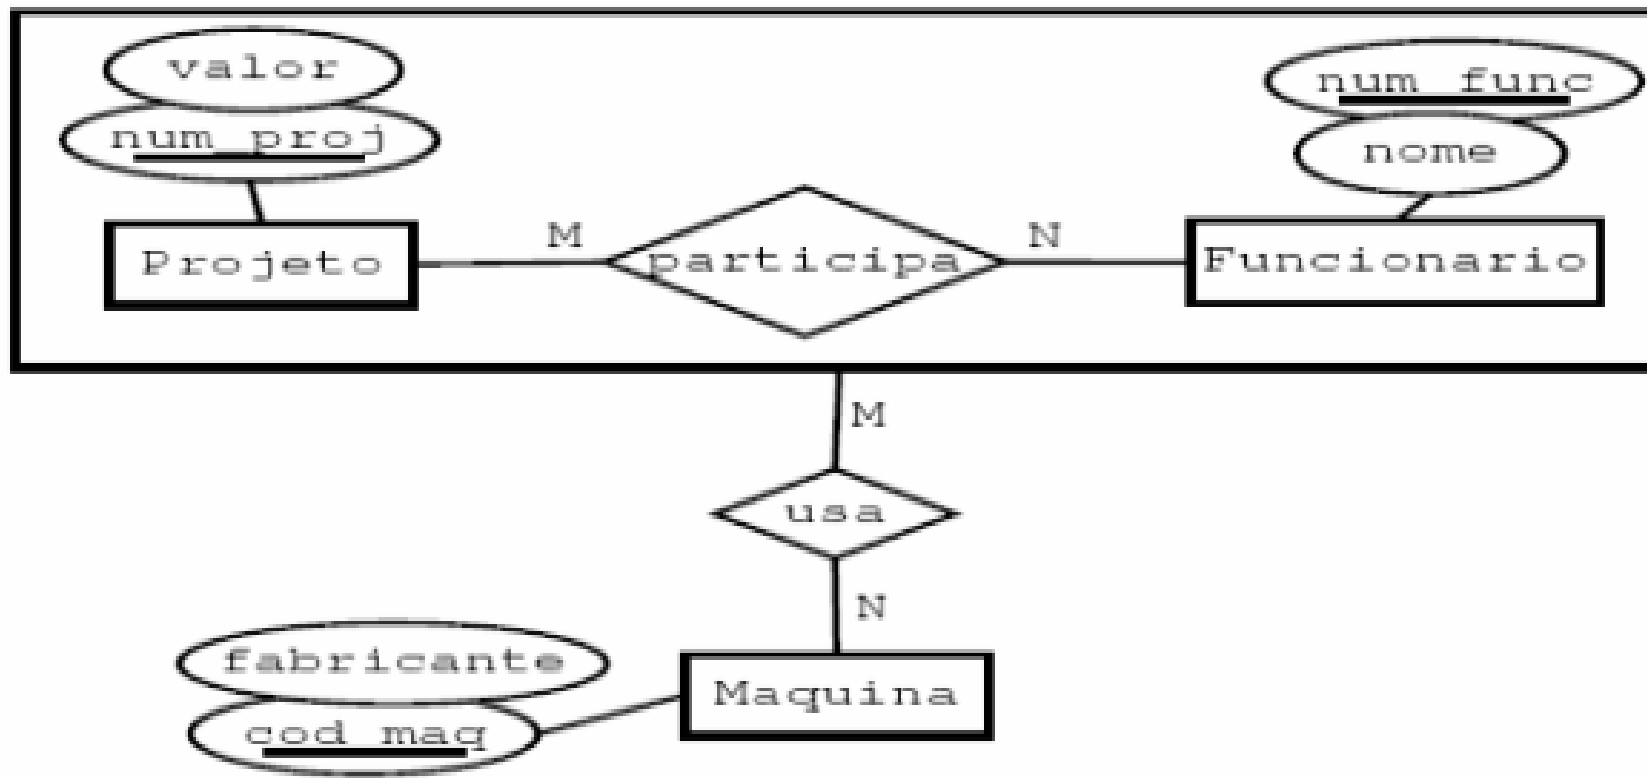 valor
num_func
num_proj
nome
M
N
Projeto
participa
Funcionario
M
usa
N
fabricante
Maquina
cod_maq